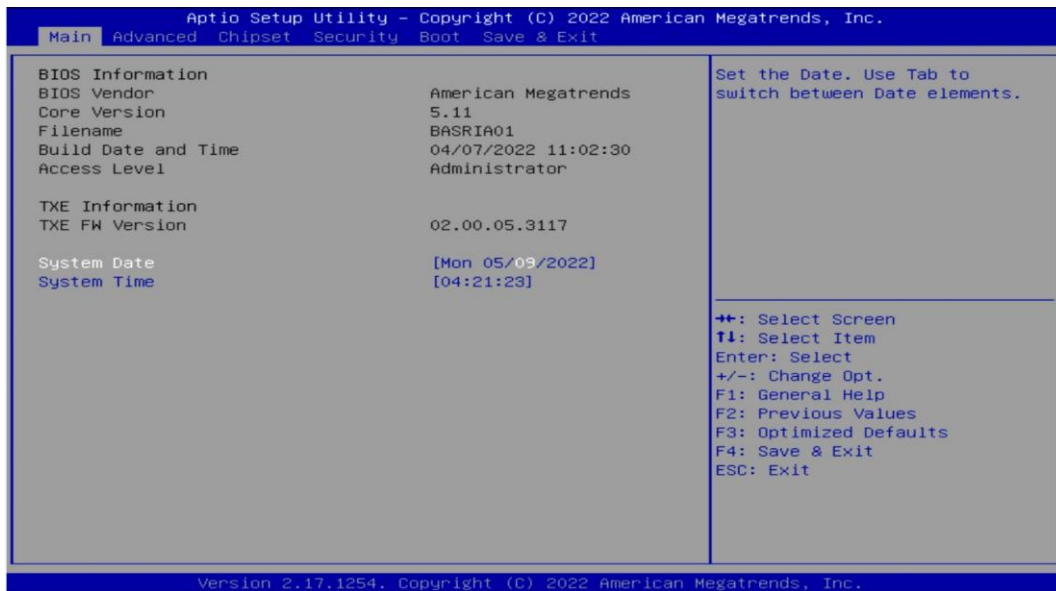 Aptio Setup Utility – Copyright (C) 2022 American Megatrends, Inc.
Main Advanced Chipset Security Boot Save & Exit
BIOS Information
BIOS Vendor American Megatrends
Core Version 5.11
Filename BASRIA01
Build Date and Time 04/07/2022 11:02:30
Access Level Administrator
TXE Information
TXE FW Version 02.00.05.3117
System Date [Mon 05/09/2022]
System Time [04:21:23]
Set the Date. Use Tab to
switch between Date elements.
→←: Select Screen
↑↓: Select Item
Enter: Select
+/-: Change Opt.
F1: General Help
F2: Previous Values
F3: Optimized Defaults
F4: Save & Exit
ESC: Exit
Version 2.17.1254. Copyright (C) 2022 American Megatrends, Inc.